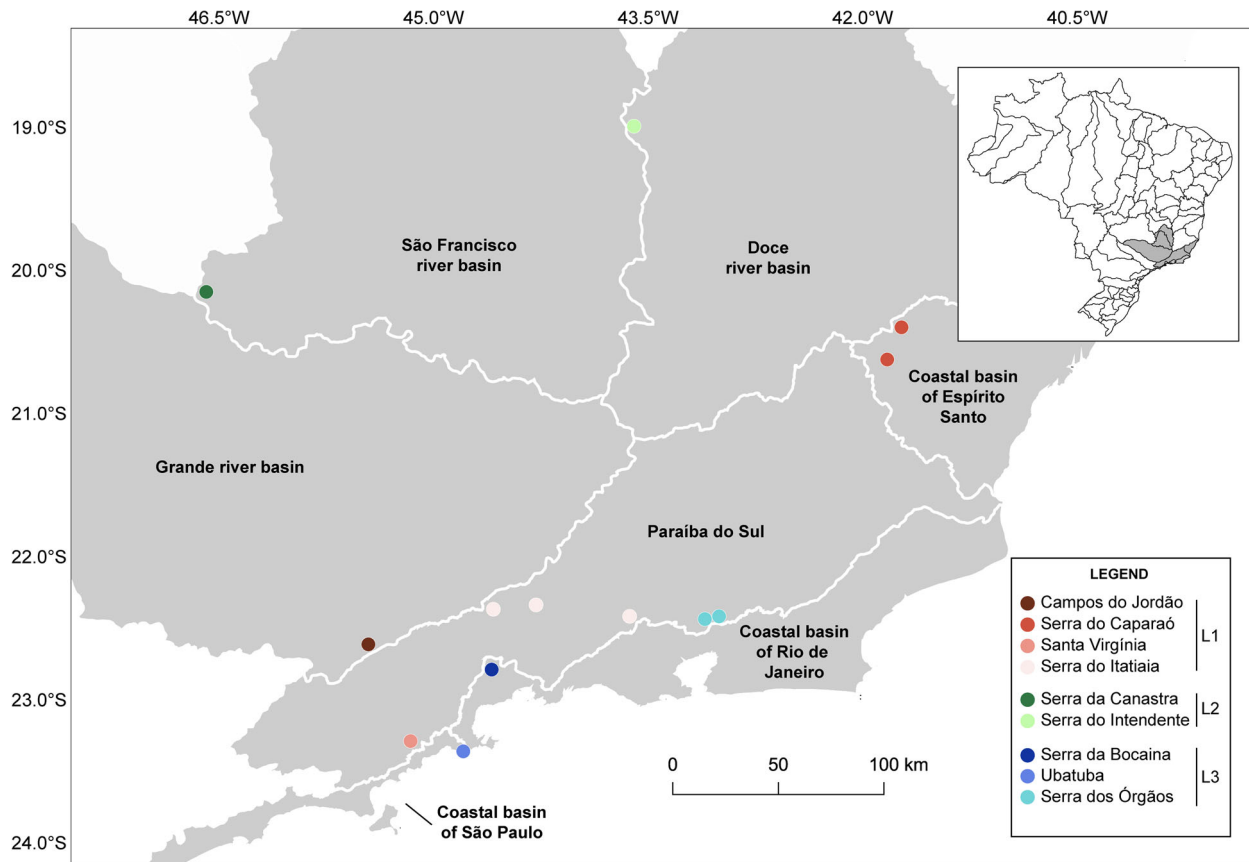 46.5°W 45.0°W 43.5°W 42.0°W 40.5°W
19.0°S
20.0°S
21.0°S
22.0°S
23.0°S
24.0°S
São Francisco
river basin
Doce
river basin
Coastal basin
of Espírito
Santo
Grande river basin
Paraíba do Sul
Coastal basin
of Rio de
Janeiro
Coastal basin
of São Paulo
0 50 100 km
LEGEND
Campos do Jordão
Serra do Caparaó
Santa Virgínia
Serra do Itatiaia
L1
Serra da Canastra
Serra do Intendente
L2
Serra da Bocaina
Ubatuba
Serra dos Órgãos
L3